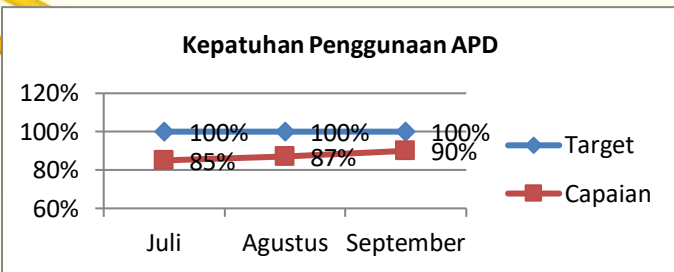 Kepatuhan Penggunaan APD
120%
100%
80%
60%
100%
100%
100%
85%
87%
90%
Target
Capaian
Juli
Agustus
September